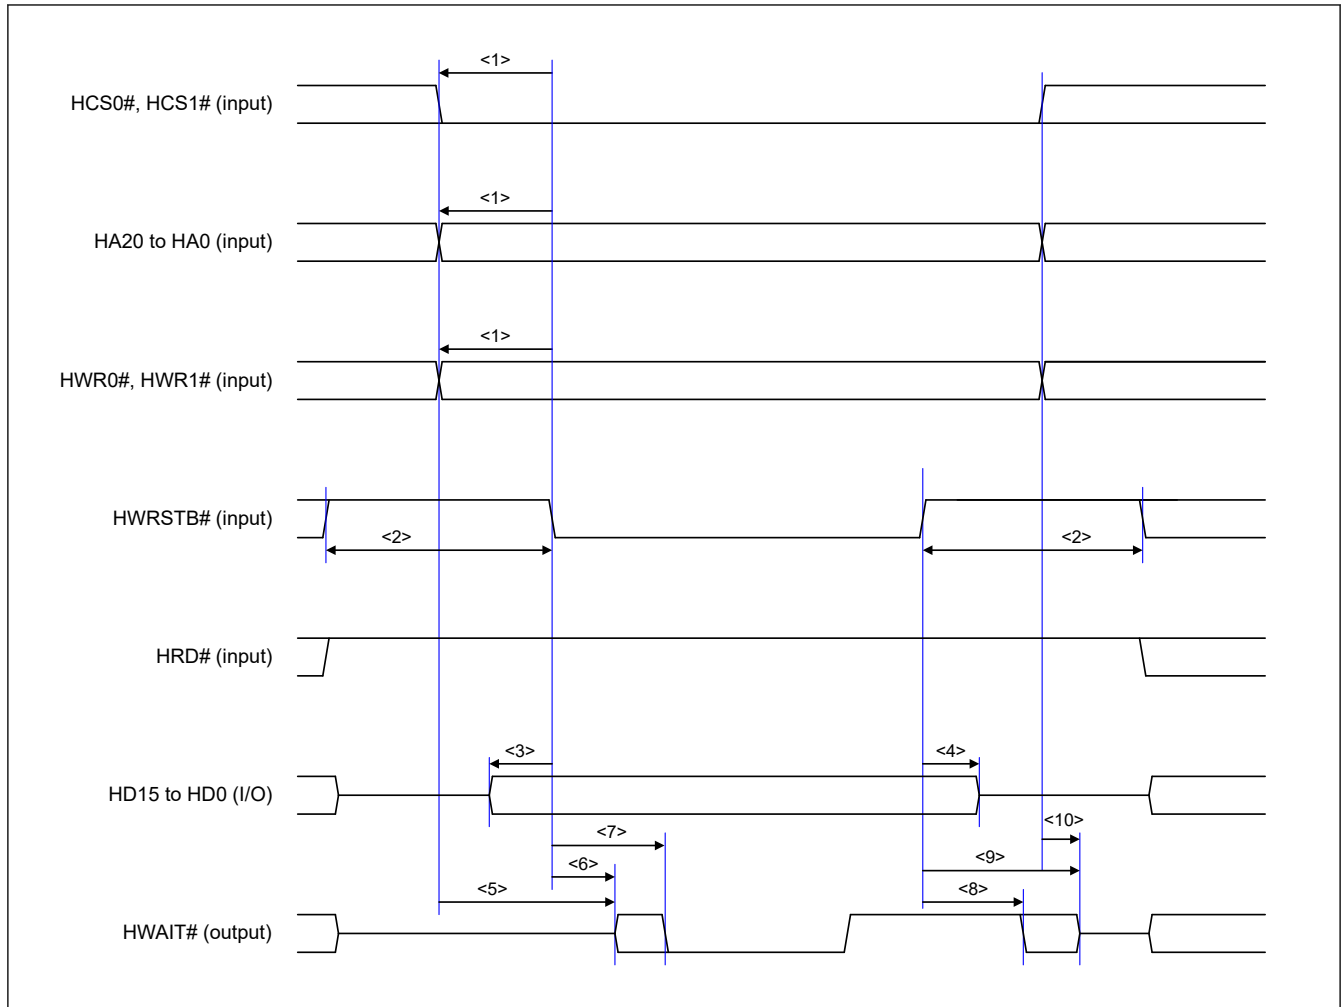 <1>
HCS0#, HCS1# (input)
<1>
HA20 to HA0 (input)
<1>
HWR0#, HWR1# (input)
HWRSTB# (input)
<2>
<2>
HRD# (input)
<3>
<4>
HD15 to HD0 (I/O)
<10>
<7>
<9>
<6>
<5>
<8>
HWAIT# (output)